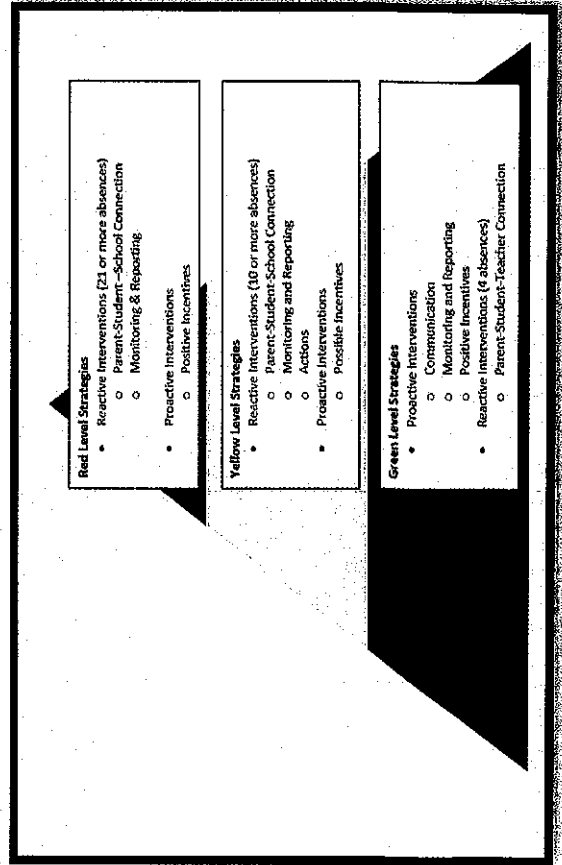 Red Level Strategies
• Reactive Interventions (21 or more absences)
o Parent-Student –School Connection
o Monitoring & Reporting
• Proactive Interventions
o Positive Incentives
Yellow Level Strategies
• Reactive Interventions (10 or more absences)
o Parent-Student-School Connection
o Monitoring and Reporting
o Actions
• Proactive Interventions
o Possible Incentives
Green Level Strategies
• Proactive Interventions
o Communication
o Monitoring and Reporting
o Positive Incentives
• Reactive Interventions (4 absences)
o Parent-Student-Teacher Connection